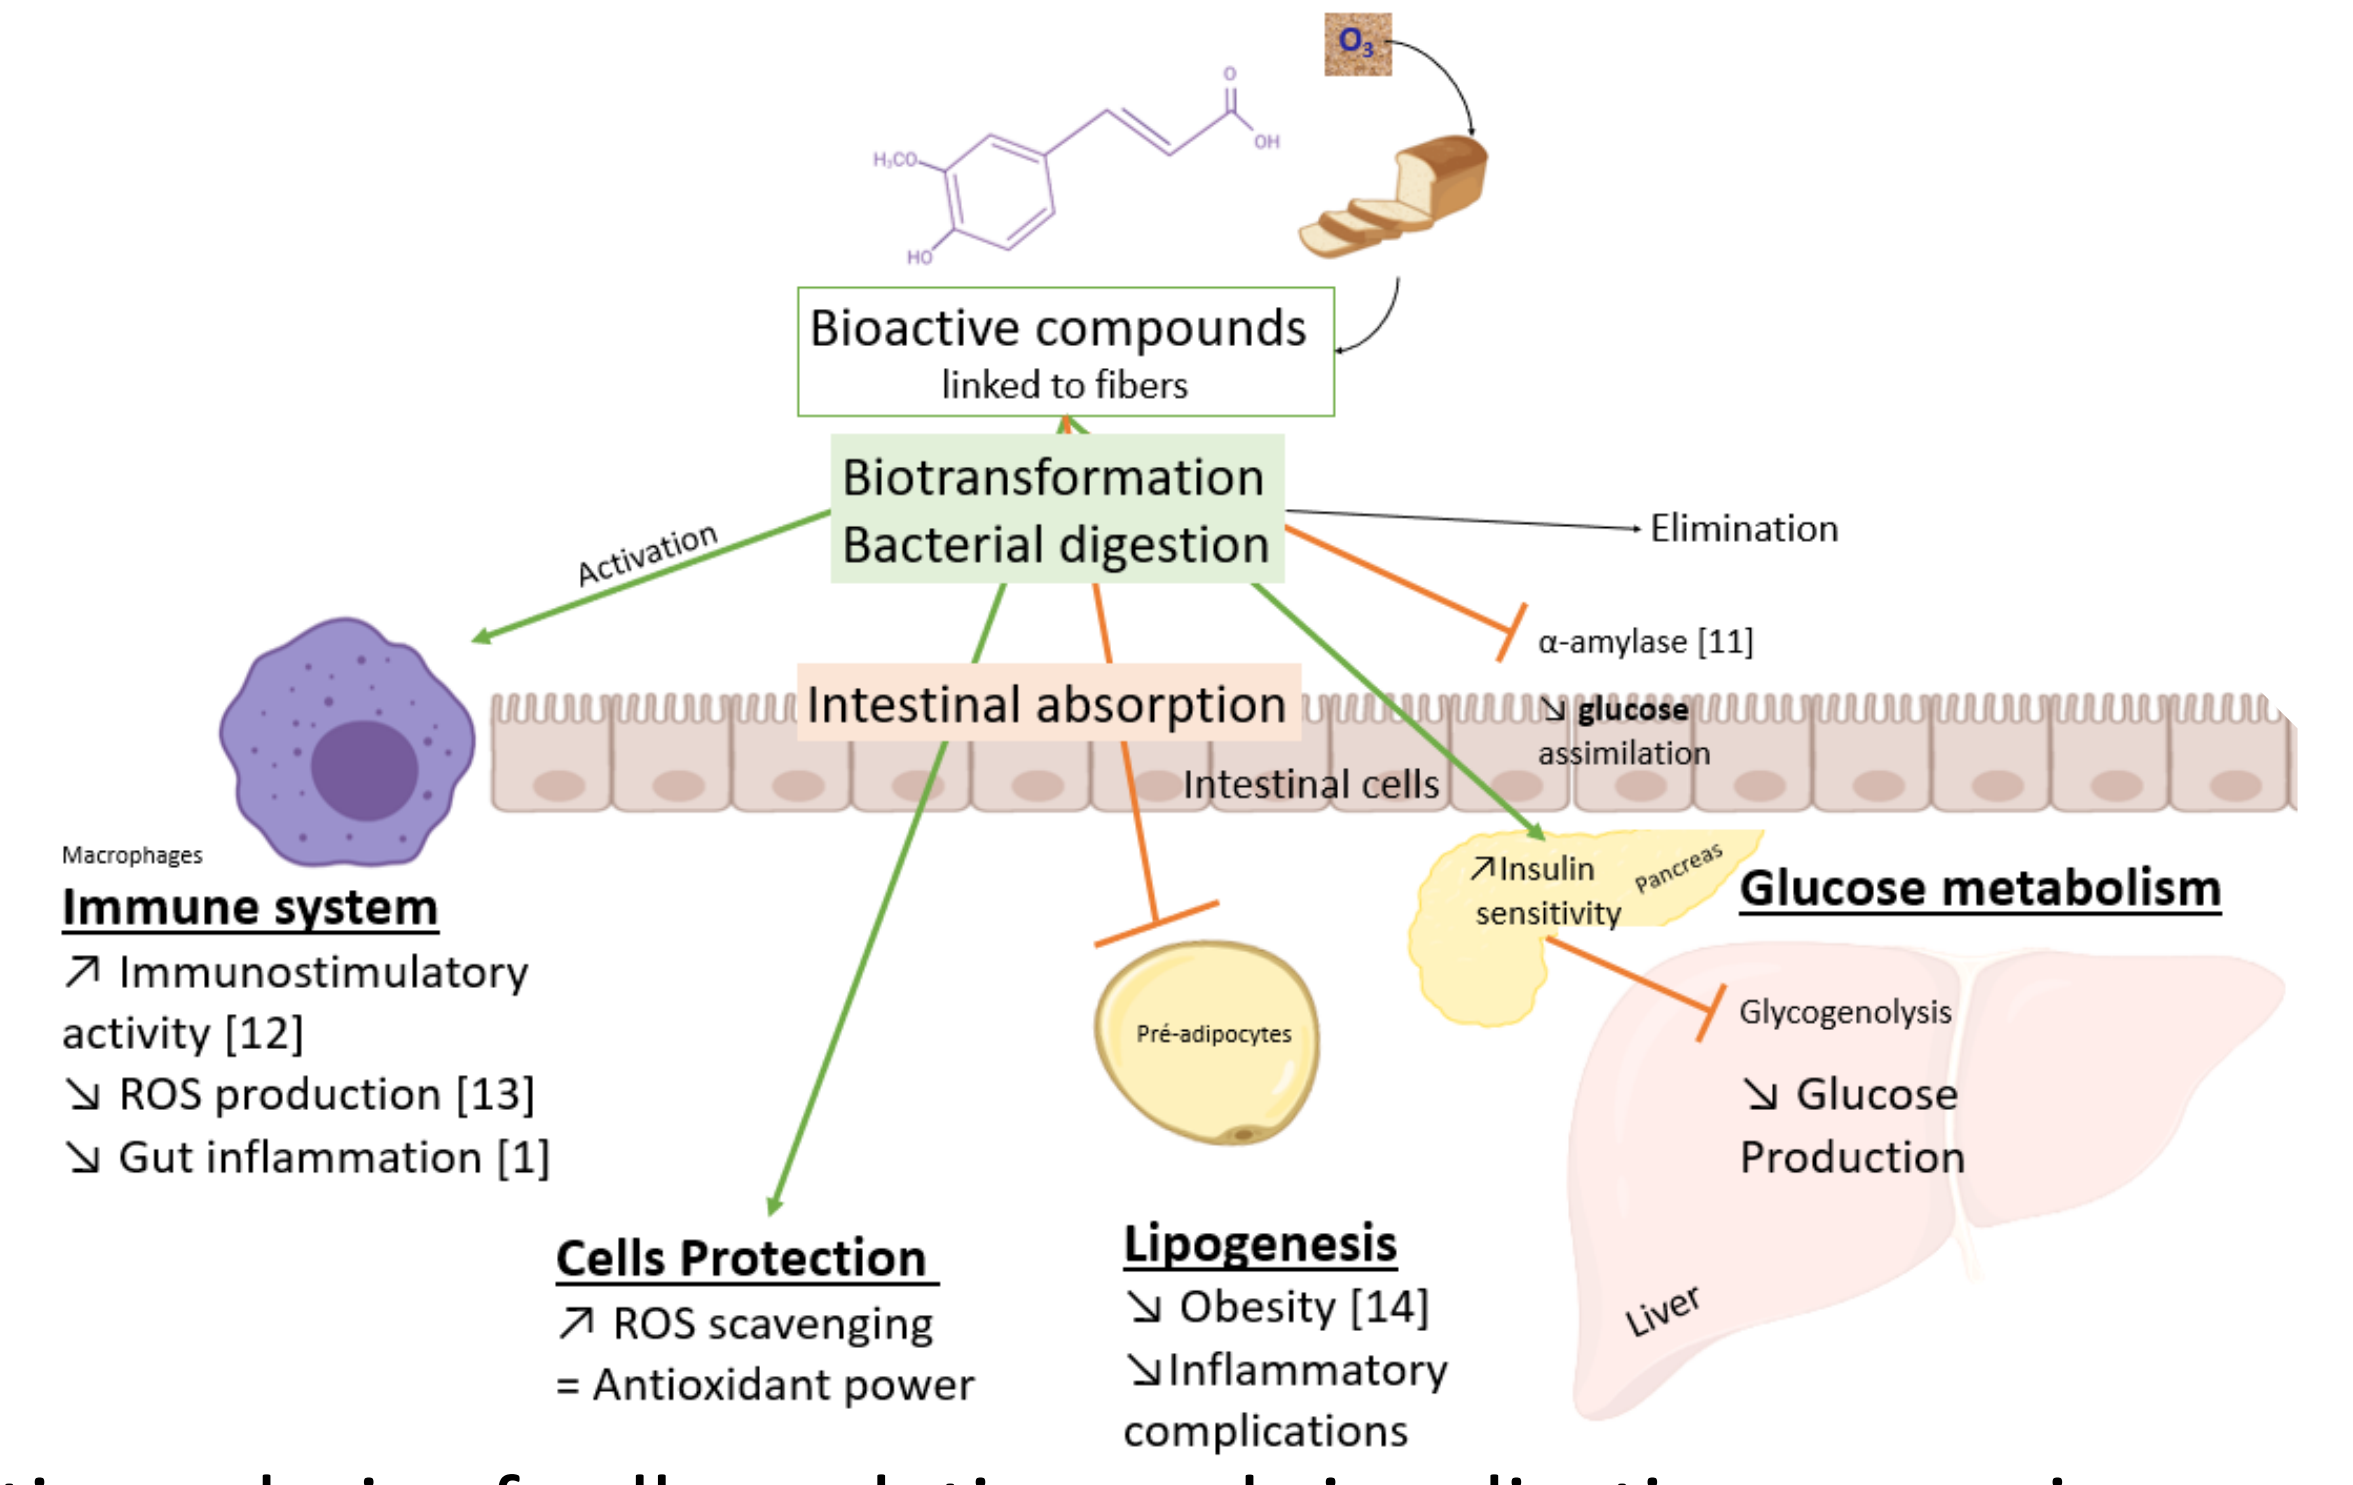 O3
O
OH
H3CO
HO
Bioactive compounds
linked to fibers
Biotransformation
Bacterial digestion
Activation
Elimination
α-amylase [11]
↘ glucose
assimilation
Intestinal absorption
Intestinal cells
Macrophages
Immune system
↗ Immunostimulatory
activity [12]
↘ ROS production [13]
↘ Gut inflammation [1]
Cells Protection
↗ ROS scavenging
= Antioxidant power
Pré-adipocytes
Lipogenesis
↘ Obesity [14]
↘Inflammatory
complications
↗Insulin
sensitivity
Pancreas
Glucose metabolism
Glycogenolysis
↘ Glucose
Production
Liver